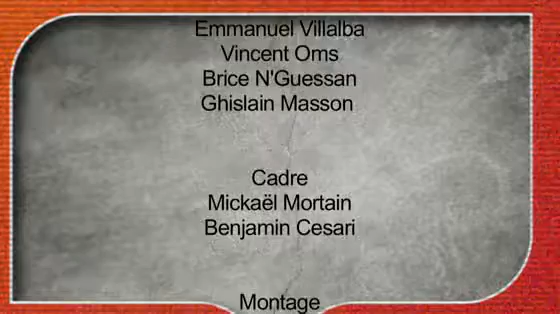 Emmanuel Villalba
Vincent Oms
Brice N'Guessan
Ghislain Masson
Cadre
Mickaël Mortain
Benjamin Cesari
Montage